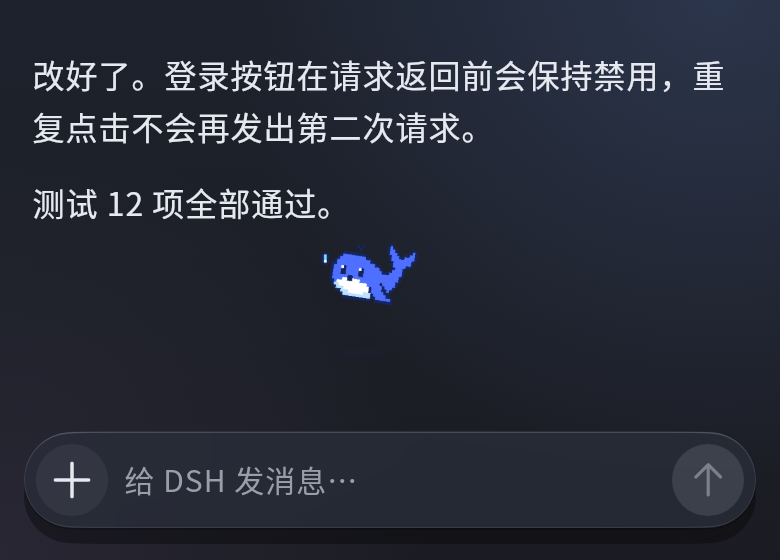 改好了。登录按钮在请求返回前会保持禁用，重
复点击不会再发出第二次请求。
测试 12 项全部通过。
给 DSH 发消息…